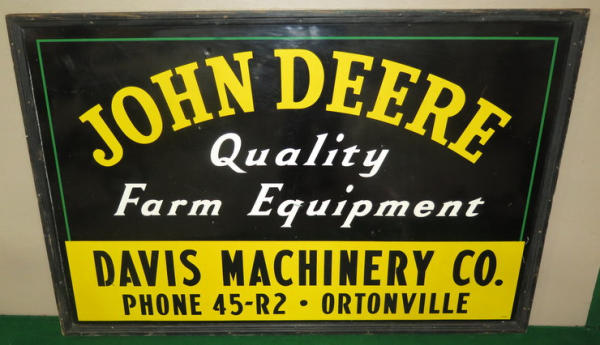 JOHN DEERE
Quality
Farm Equipment
DAVIS MACHINERY CO.
PHONE 45-R2 • ORTONVILLE